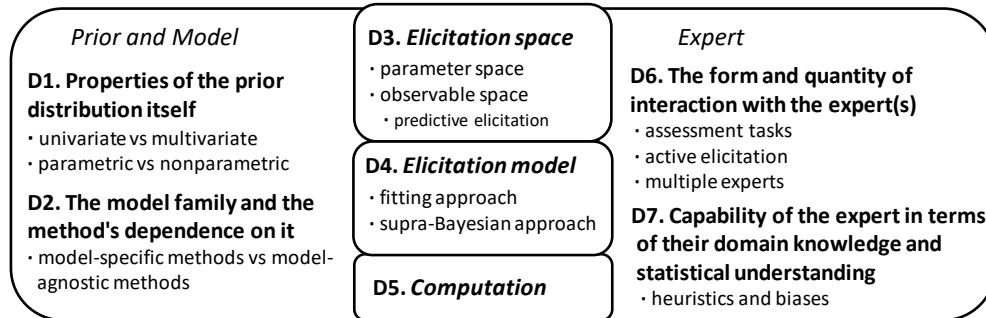 Prior and Model
D1. Properties of the prior
distribution itself
· univariate vs multivariate
· parametric vs nonparametric
D2. The model family and the
method's dependence on it
· model-specific methods vs model-
agnostic methods
D3. Elicitation space
· parameter space
· observable space
· predictive elicitation
D4. Elicitation model
· fitting approach
· supra-Bayesian approach
D5. Computation
Expert
D6. The form and quantity of
interaction with the expert(s)
· assessment tasks
· active elicitation
· multiple experts
D7. Capability of the expert in terms
of their domain knowledge and
statistical understanding
· heuristics and biases